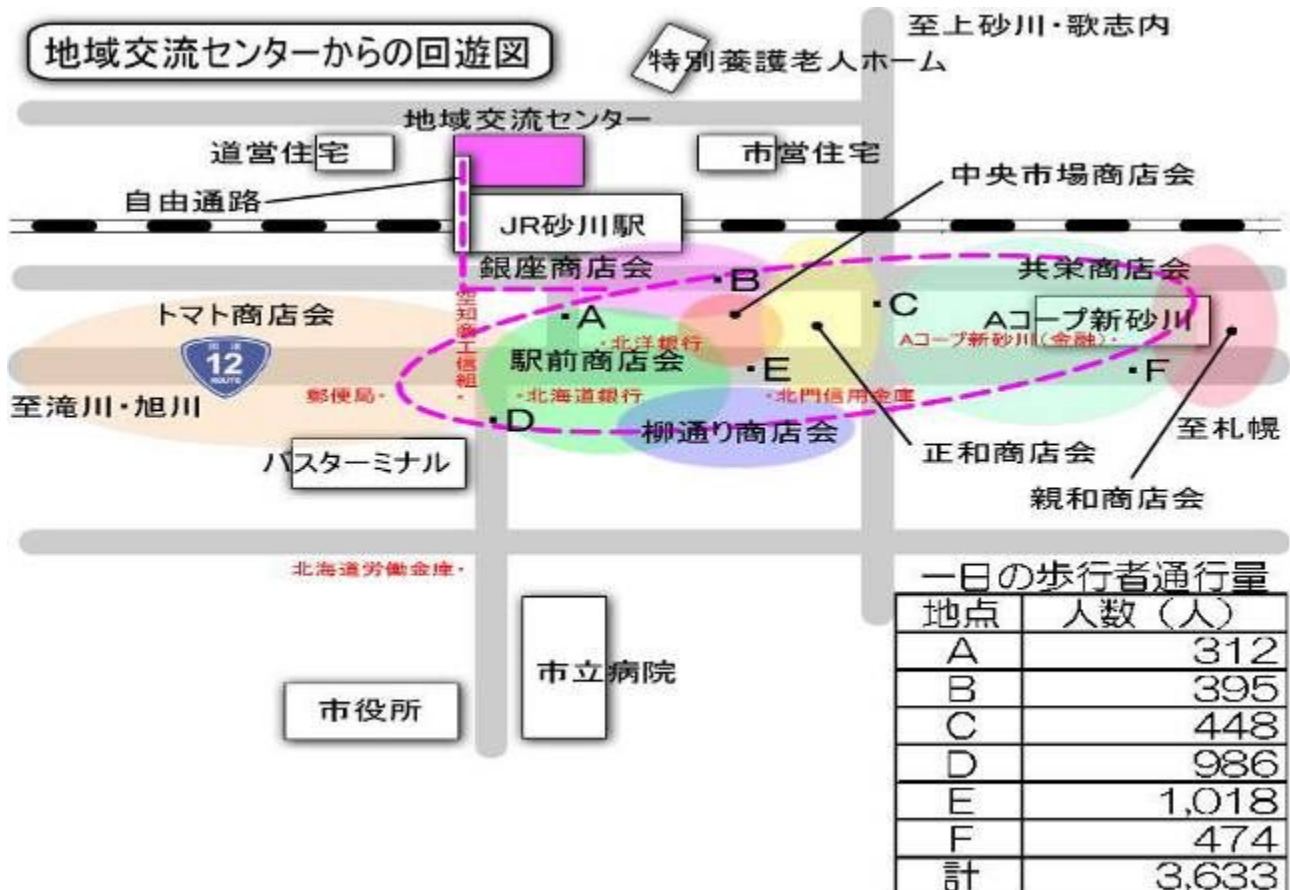 地域交流センターからの回遊図
至上砂川・歌志内
特別養護老人ホーム
地域交流センター
道営住宅
市営住宅
中央市場商店会
自由通路
JR砂川駅
銀座商店会
共栄商店会
トマト商店会
空知商工信組・
・A
・B
・C
Aコープ新砂川
・北洋銀行
Aコープ新砂川(金融)・
国道
12
ROUTE
駅前商店会
・E
・F
至滝川・旭川
郵便局・
・北海道銀行
・北門信用金庫
・D
柳通り商店会
至札幌
バスターミナル
正和商店会
親和商店会
北海道労働金庫・
市立病院
市役所
一日の歩行者通行量
地点 人数（人）
A 312
B 395
C 448
D 986
E 1,018
F 474
計 3,633